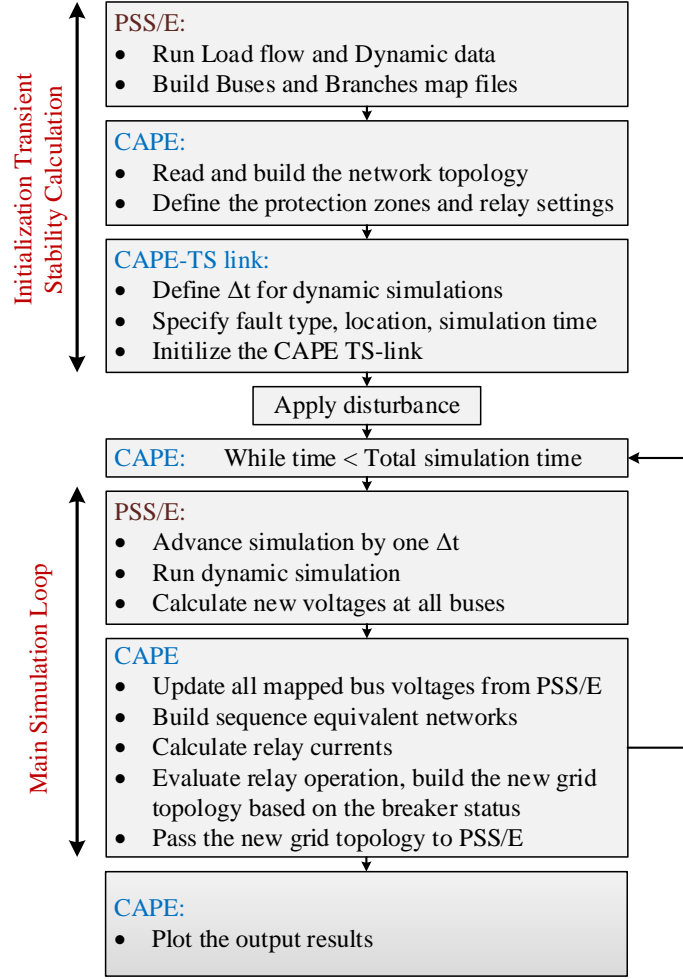 Initialization Transient
Stability Calculation
PSS/E:
• Run Load flow and Dynamic data
• Build Buses and Branches map files
CAPE:
• Read and build the network topology
• Define the protection zones and relay settings
CAPE-TS link:
• Define Δt for dynamic simulations
• Specify fault type, location, simulation time
• Initilize the CAPE TS-link
Apply disturbance
CAPE: While time < Total simulation time
Main Simulation Loop
PSS/E:
• Advance simulation by one Δt
• Run dynamic simulation
• Calculate new voltages at all buses
CAPE
• Update all mapped bus voltages from PSS/E
• Build sequence equivalent networks
• Calculate relay currents
• Evaluate relay operation, build the new grid
topology based on the breaker status
• Pass the new grid topology to PSS/E
CAPE:
• Plot the output results